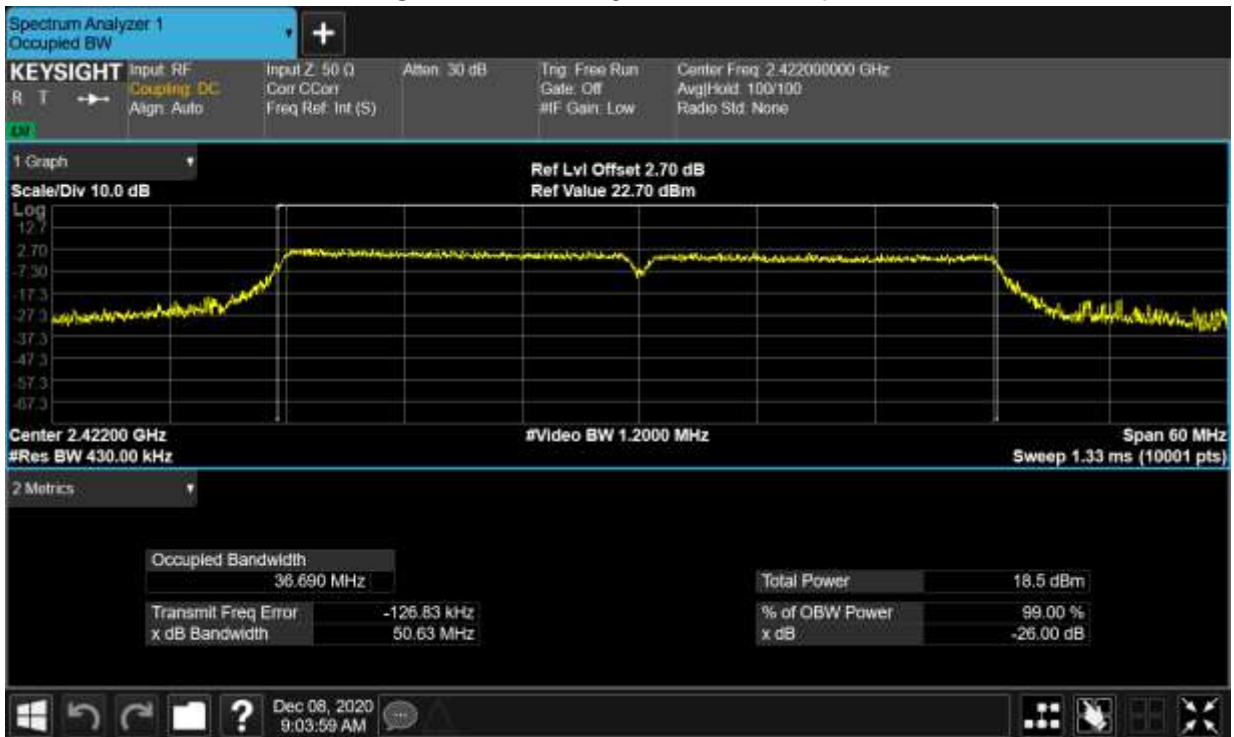 Spectrum Analyzer 1
Occupied BW
+
KEYSIGHT
R T
Input: RF
Coupling: DC
Align: Auto
Input Z: 50 Ω
Corr CCorr
Freq Ref: Int (S)
Atten: 30 dB
Trig: Free Run
Gate: Off
#IF Gain: Low
Center Freq: 2.422000000 GHz
Avg|Hold: 100/100
Radio Std: None
1 Graph
Scale/Div 10.0 dB
Ref Lvl Offset 2.70 dB
Ref Value 22.70 dBm
Log
12.7
2.70
-7.30
-17.3
-27.3
-37.3
-47.3
-57.3
-67.3
Center 2.42200 GHz
#Res BW 430.00 kHz
#Video BW 1.2000 MHz
Span 60 MHz
Sweep 1.33 ms (10001 pts)
2 Metrics
Occupied Bandwidth
36.690 MHz
Transmit Freq Error -126.83 kHz
x dB Bandwidth 50.63 MHz
Total Power 18.5 dBm
% of OBW Power 99.00 %
x dB -26.00 dB
?
Dec 08, 2020
9:03:59 AM